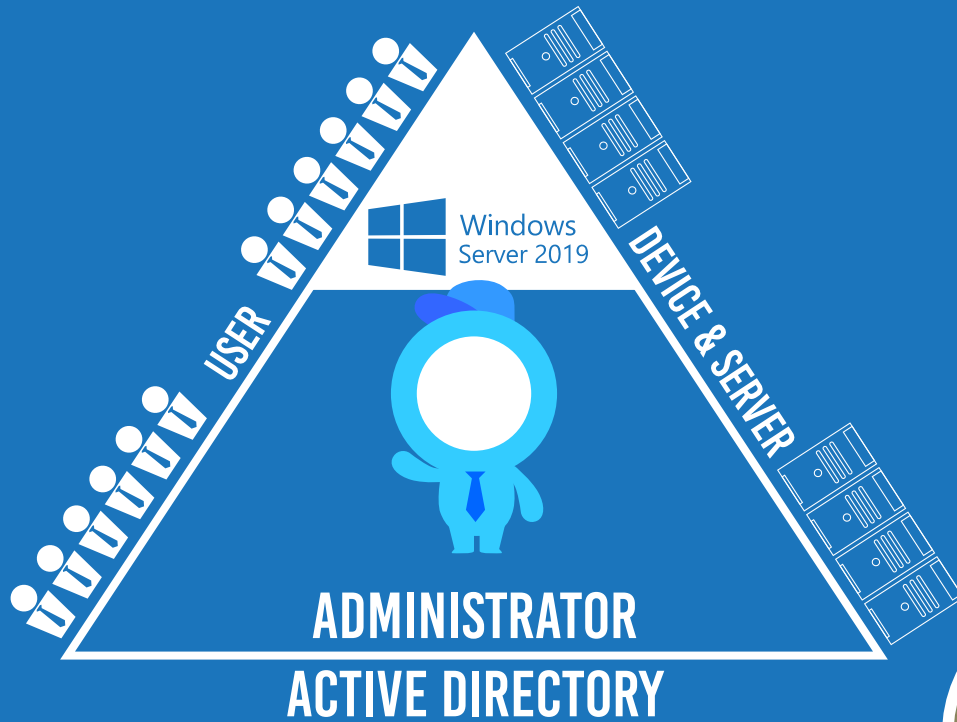 Windows
Server 2019
USER
DEVICE & SERVER
ADMINISTRATOR
ACTIVE DIRECTORY